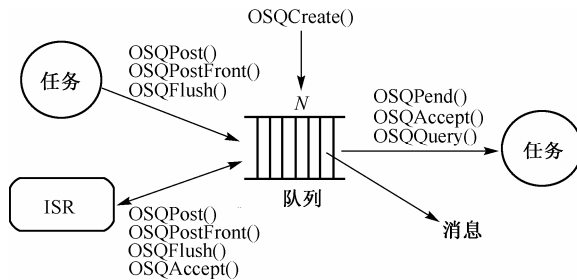 OSQCreate()
任务
OSQPost()
OSQPostFront()
OSQFlush()
N
OSQPend()
OSQAccept()
OSQQuery()
任务
队列
ISR
OSQPost()
OSQPostFront()
OSQFlush()
OSQAccept()
消息